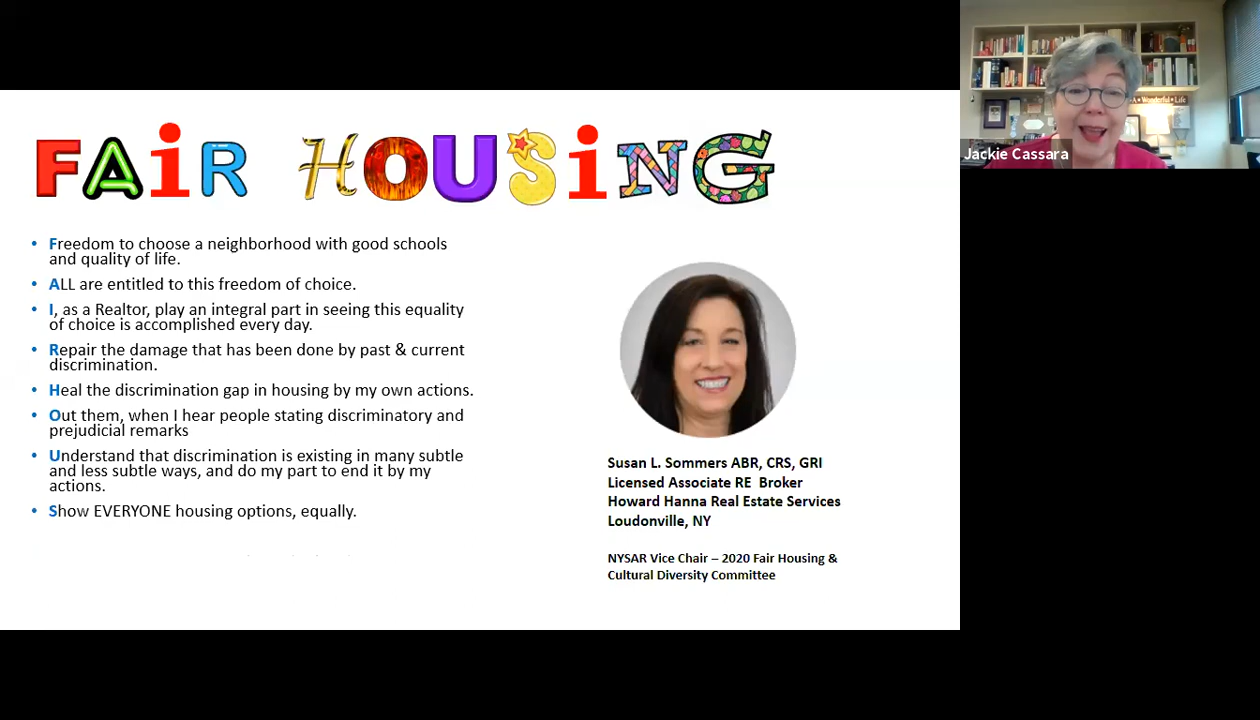 FAiR HOUSiNG
• Freedom to choose a neighborhood with good schools
and quality of life.
• ALL are entitled to this freedom of choice.
• I, as a Realtor, play an integral part in seeing this equality
of choice is accomplished every day.
• Repair the damage that has been done by past & current
discrimination.
• Heal the discrimination gap in housing by my own actions.
• Out them, when I hear people stating discriminatory and
prejudicial remarks
• Understand that discrimination is existing in many subtle
and less subtle ways, and do my part to end it by my
actions.
• Show EVERYONE housing options, equally.
Susan L. Sommers ABR, CRS, GRI
Licensed Associate RE Broker
Howard Hanna Real Estate Services
Loudonville, NY
NYSAR Vice Chair – 2020 Fair Housing &
Cultural Diversity Committee
Jackie Cassara
Wonderful Life